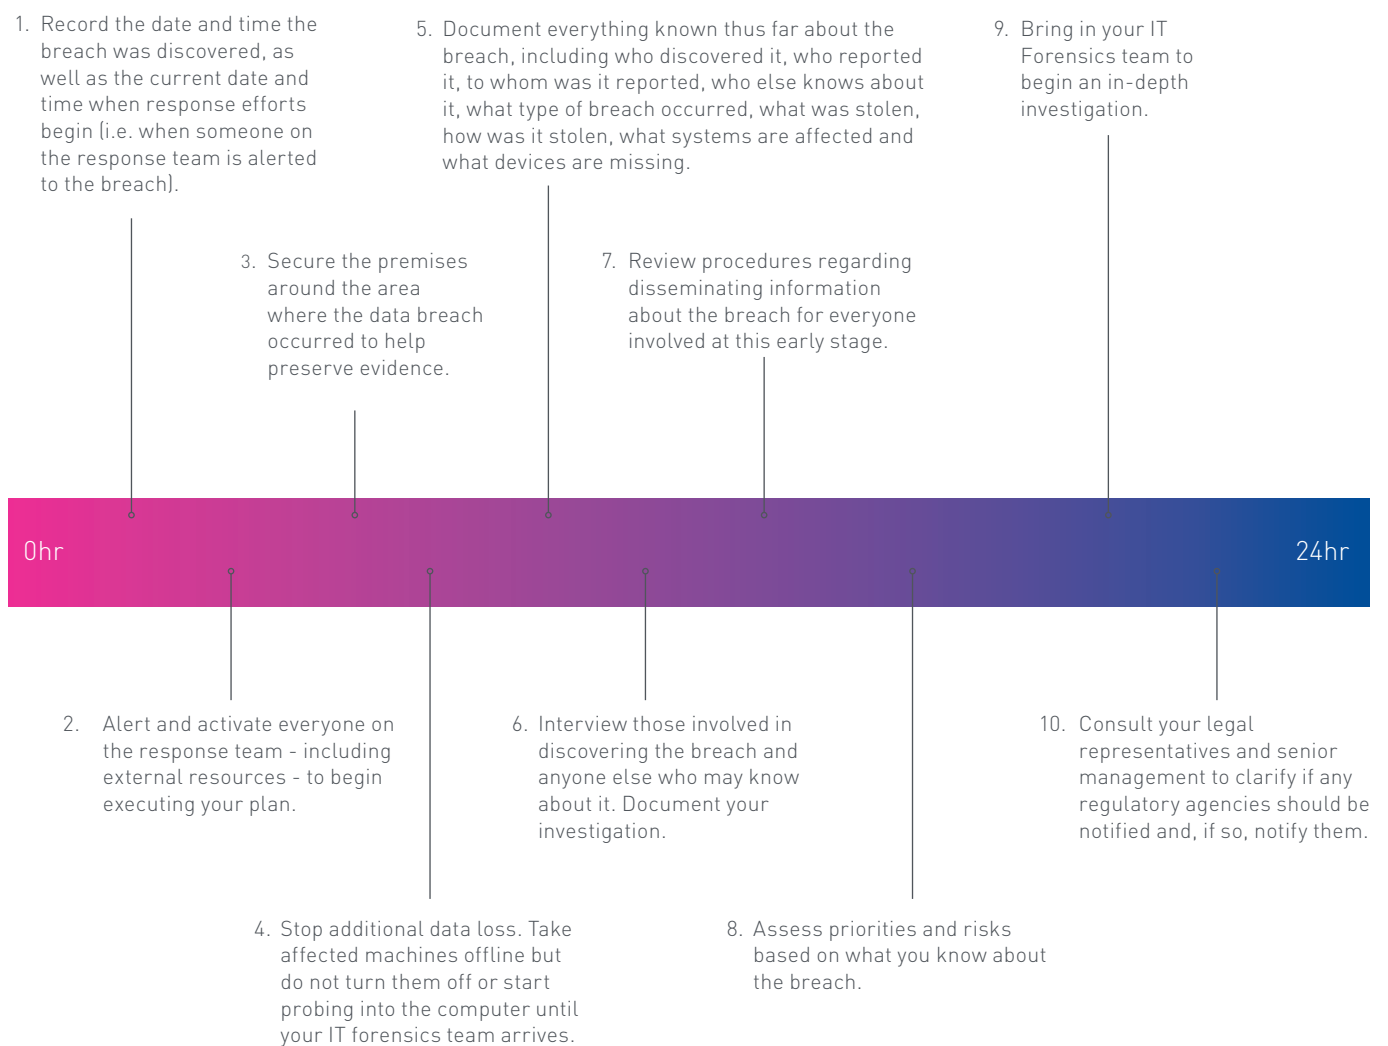 1. Record the date and time the
breach was discovered, as
well as the current date and
time when response efforts
begin (i.e. when someone on
the response team is alerted
to the breach).
5. Document everything known thus far about the
breach, including who discovered it, who reported
it, to whom was it reported, who else knows about
it, what type of breach occurred, what was stolen,
how was it stolen, what systems are affected and
what devices are missing.
9. Bring in your IT
Forensics team to
begin an in-depth
investigation.
3. Secure the premises
around the area
where the data breach
occurred to help
preserve evidence.
7. Review procedures regarding
disseminating information
about the breach for everyone
involved at this early stage.
0hr
24hr
2. Alert and activate everyone on
the response team - including
external resources - to begin
executing your plan.
6. Interview those involved in
discovering the breach and
anyone else who may know
about it. Document your
investigation.
10. Consult your legal
representatives and senior
management to clarify if any
regulatory agencies should be
notified and, if so, notify them.
4. Stop additional data loss. Take
affected machines offline but
do not turn them off or start
probing into the computer until
your IT forensics team arrives.
8. Assess priorities and risks
based on what you know about
the breach.